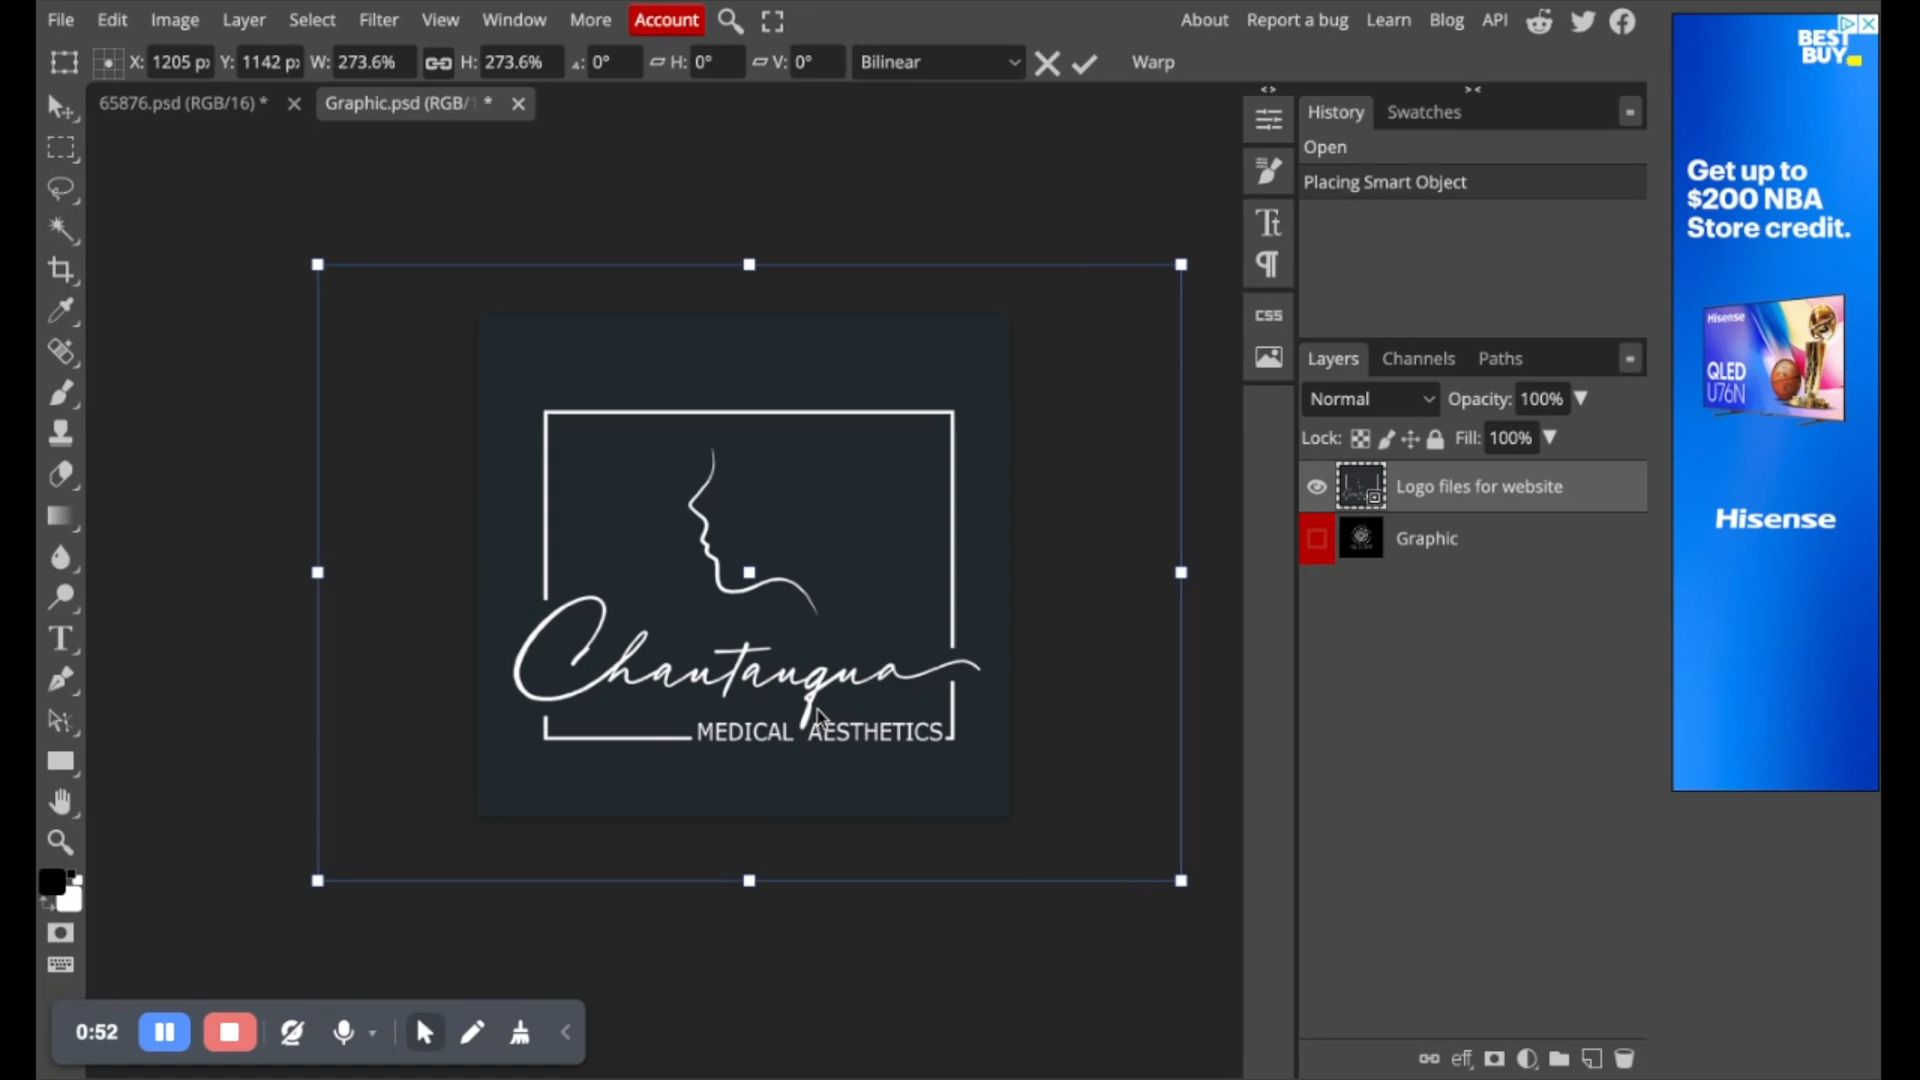 File Edit Image Layer Select Filter View Window More Account About Report a bug Learn Blog API
X: 1205 p Y: 1142 p W: 273.6% H: 273.6% 0° H: 0° V: 0° Bilinear Warp
65876.psd (RGB/16) * Graphic.psd (RGB/1 *
History Swatches
Open
Placing Smart Object
Tt
CSS
Layers Channels Paths
Normal Opacity: 100%
Lock: Fill: 100%
Logo files for website
Graphic
eff
Chautauqua
MEDICAL AESTHETICS
T
0:52
BEST
BUY
Get up to
$200 NBA
Store credit.
Hisense
QLED
U76N
Hisense